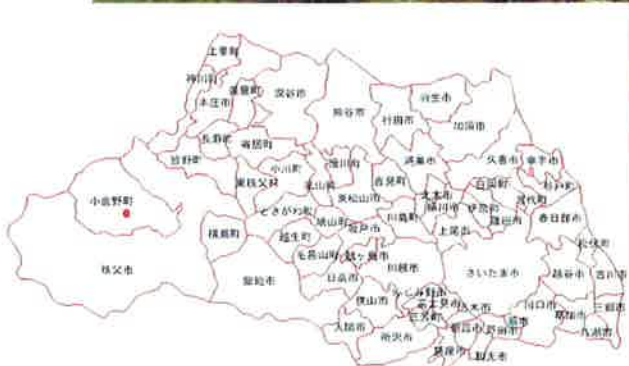 上里町
神川町
本庄市
美里町
深谷市
熊谷市
行田市
羽生市
加須市
長瀞町
寄居町
皆野町
小川町
滑川町
嵐山町
東秩父村
吉見町
鴻巣市
久喜市
幸手市
杉戸町
白岡町
宮代町
小鹿野町
ときがわ町
東松山市
北本市
桶川市
伊奈町
蓮田市
春日部市
川島町
上尾市
鳩山町
坂戸市
横瀬町
越生町
毛呂山町
鶴ヶ島市
川越市
さいたま市
松伏町
越谷市
吉川市
秩父市
飯能市
日高市
狭山市
ふじみ野市
富士見市
三芳町
志木市
川口市
草加市
三郷市
八潮市
入間市
所沢市
朝霞市
戸田市
蕨市
新座市
和光市